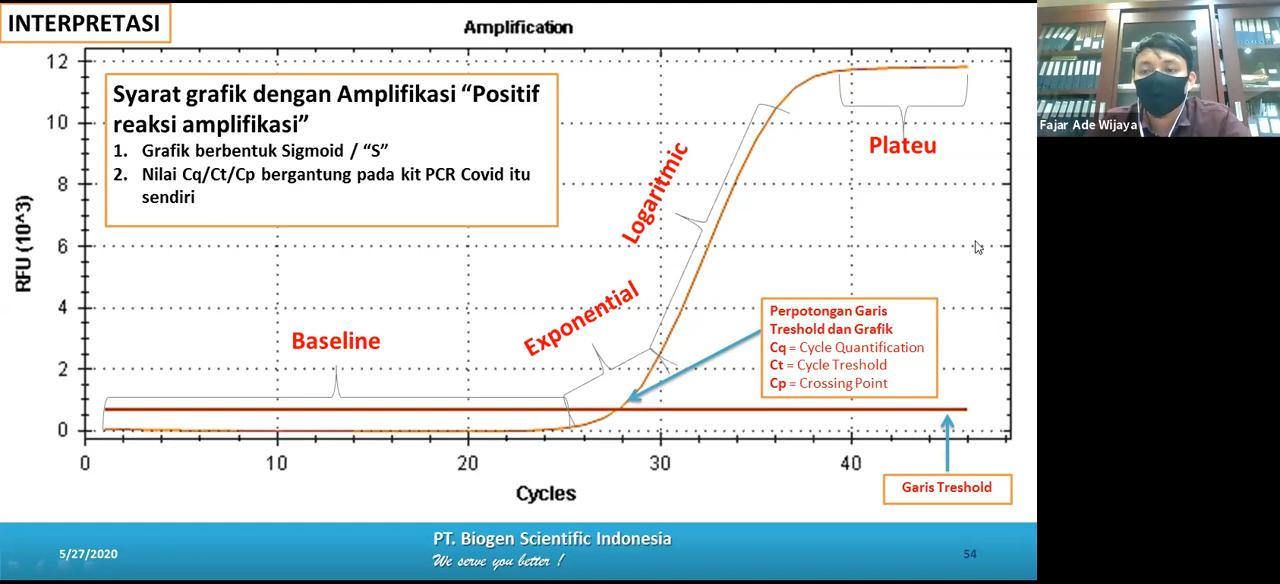 INTERPRETASI
Amplification
Syarat grafik dengan Amplifikasi “Positif
reaksi amplifikasi”
1. Grafik berbentuk Sigmoid / “S”
2. Nilai Cq/Ct/Cp bergantung pada kit PCR Covid itu
sendiri
Fajar Ade Wijaya
Plateu
Logaritmic
Exponential
Baseline
Perpotongan Garis
Treshold dan Grafik
Cq = Cycle Quantification
Ct = Cycle Treshold
Cp = Crossing Point
Garis Treshold
RFU (10^3)
12
10
8
6
4
2
0
0 10 20 30 40
Cycles
5/27/2020
PT. Biogen Scientific Indonesia
We serve you better !
54